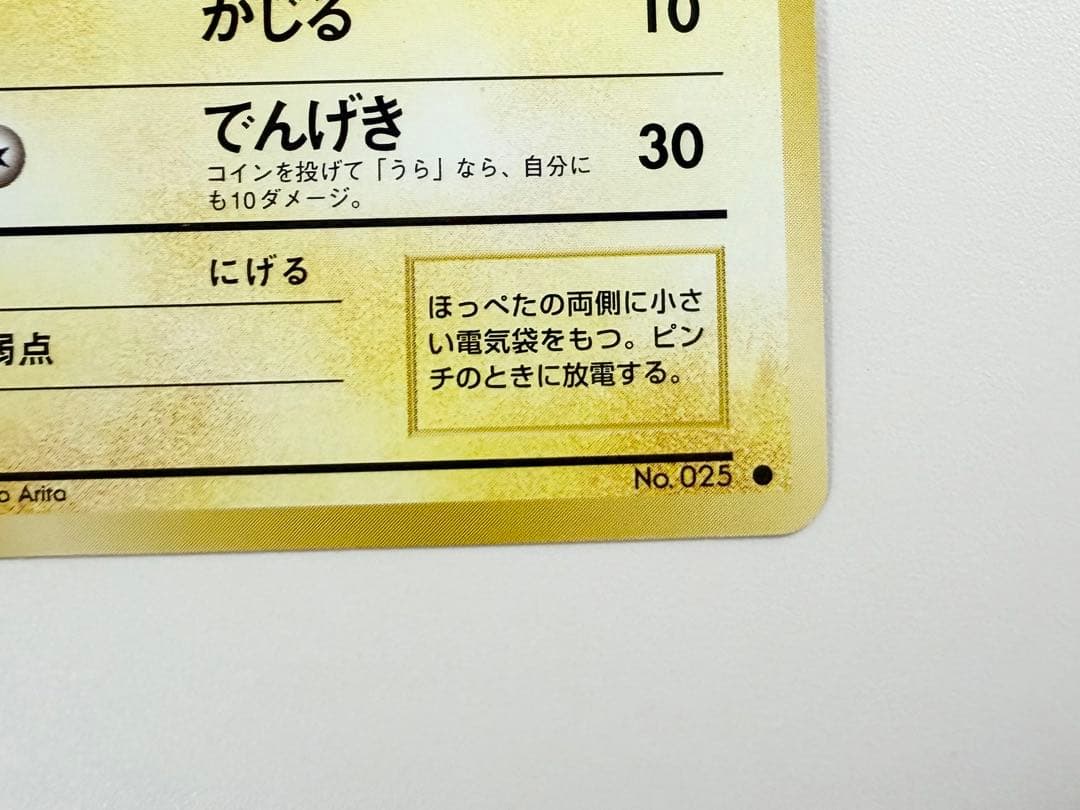 かじる 10
でんげき 30
コインを投げて「うら」なら、自分に
も10ダメージ。
にげる
弱点
ほっぺたの両側に小さ
い電気袋をもつ。ピン
チのときに放電する。
Arita
No. 025 ●